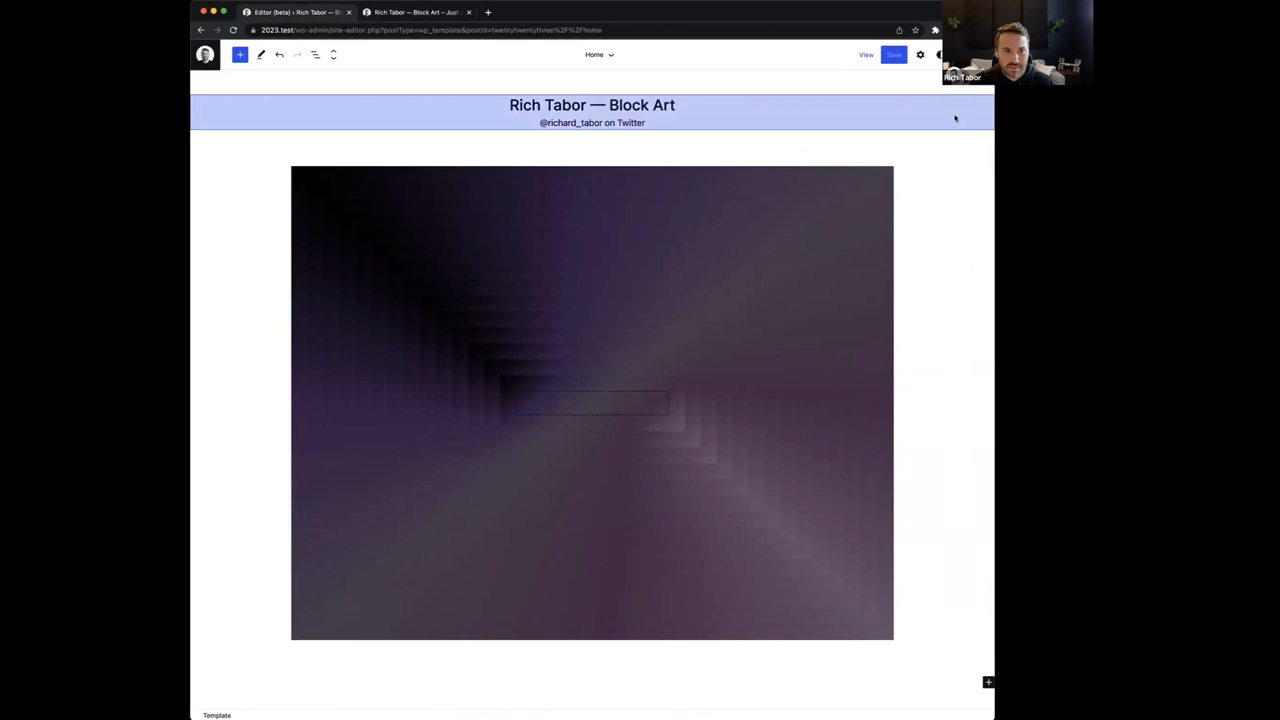 Editor (beta) ‹ Rich Tabor — Bl
Rich Tabor — Block Art – Just
2023.test/wp-admin/site-editor.php?postType=wp_template&postId=twentytwentythree%2F%2Fhome
Home
View
Save
Rich Tabor
Rich Tabor — Block Art
@richard_tabor on Twitter
Template